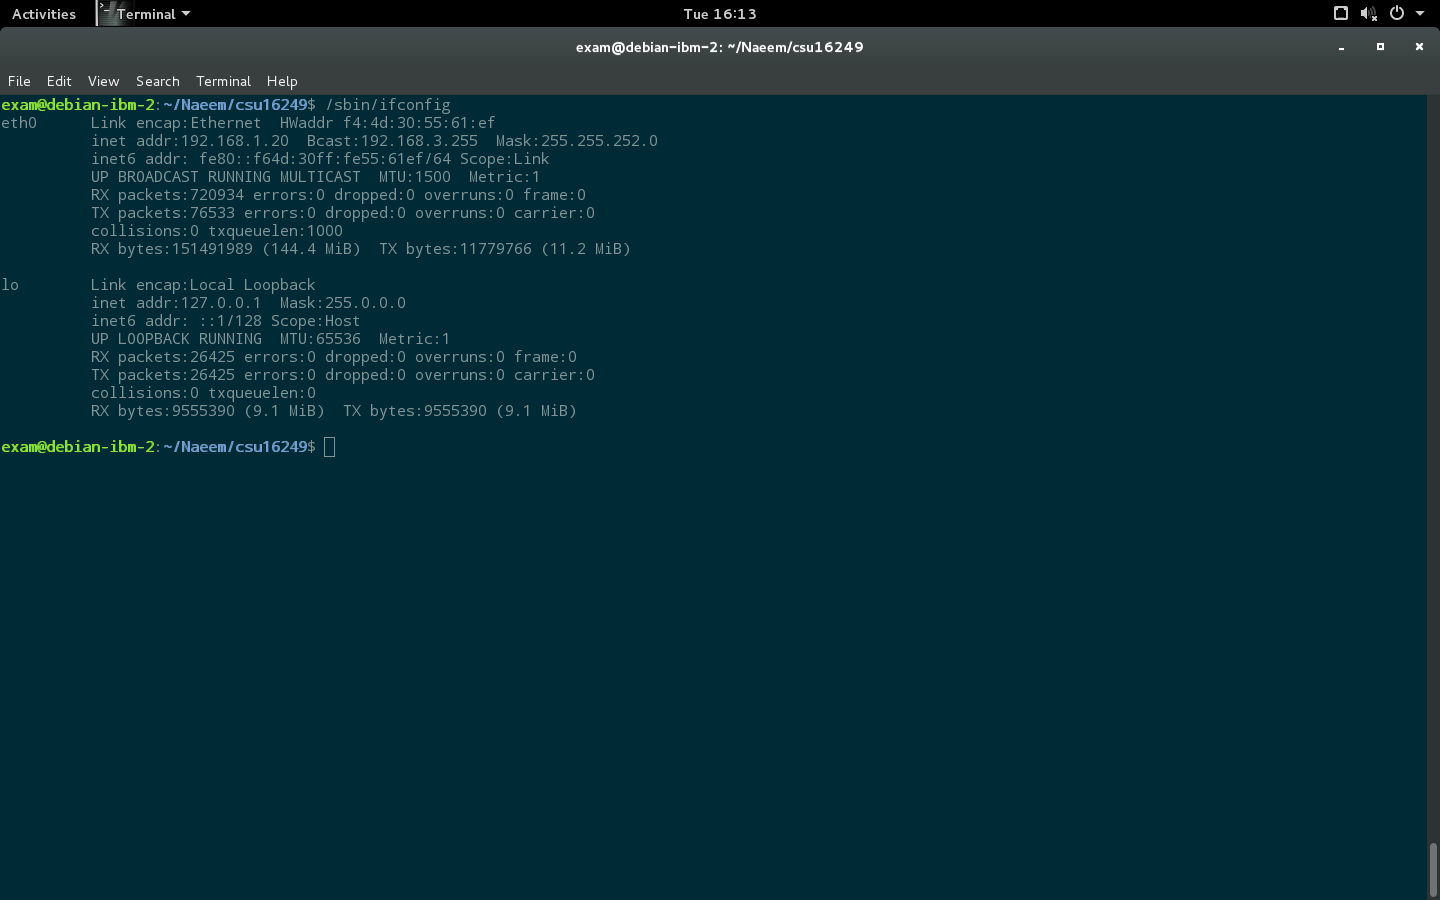 Activities Terminal Tue 16:13
exam@debian-ibm-2: ~/Naeem/csu16249
File Edit View Search Terminal Help
exam@debian-ibm-2:~/Naeem/csu16249$ /sbin/ifconfig
eth0      Link encap:Ethernet  HWaddr f4:4d:30:55:61:ef
          inet addr:192.168.1.20  Bcast:192.168.3.255  Mask:255.255.252.0
          inet6 addr: fe80::f64d:30ff:fe55:61ef/64 Scope:Link
          UP BROADCAST RUNNING MULTICAST  MTU:1500  Metric:1
          RX packets:720934 errors:0 dropped:0 overruns:0 frame:0
          TX packets:76533 errors:0 dropped:0 overruns:0 carrier:0
          collisions:0 txqueuelen:1000
          RX bytes:151491989 (144.4 MiB)  TX bytes:11779766 (11.2 MiB)
lo        Link encap:Local Loopback
          inet addr:127.0.0.1  Mask:255.0.0.0
          inet6 addr: ::1/128 Scope:Host
          UP LOOPBACK RUNNING  MTU:65536  Metric:1
          RX packets:26425 errors:0 dropped:0 overruns:0 frame:0
          TX packets:26425 errors:0 dropped:0 overruns:0 carrier:0
          collisions:0 txqueuelen:0
          RX bytes:9555390 (9.1 MiB)  TX bytes:9555390 (9.1 MiB)
exam@debian-ibm-2:~/Naeem/csu16249$